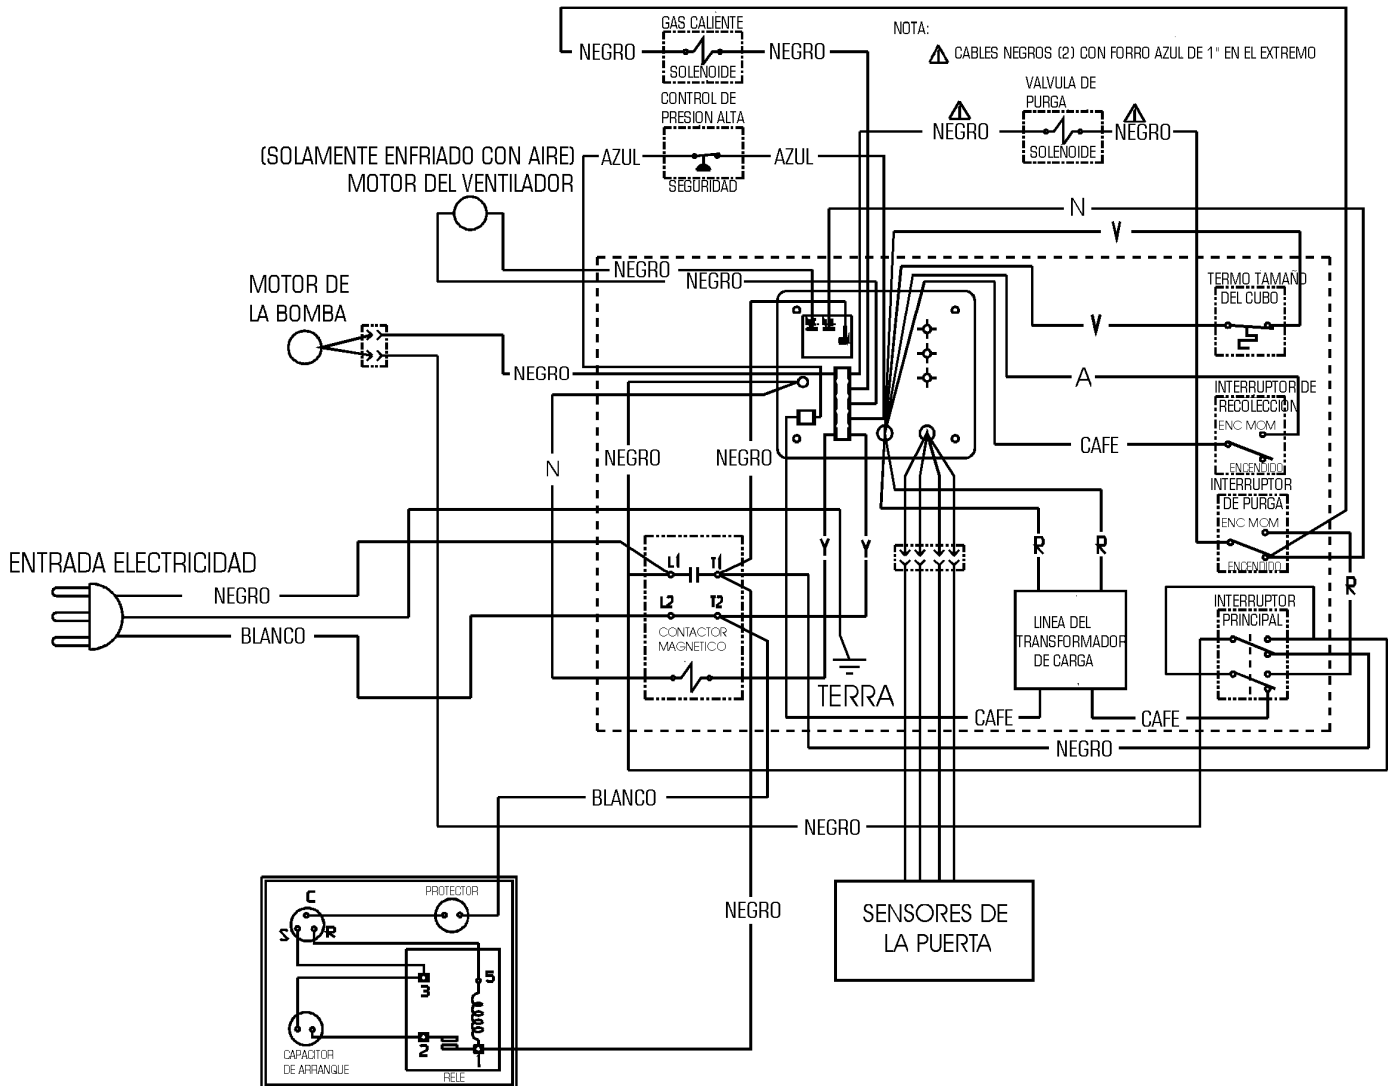 GAS CALIENTE
NEGRO
NEGRO
SOLENOIDE
NOTA:
CABLES NEGROS (2) CON FORRO AZUL DE 1" EN EL EXTREMO
CONTROL DE
PRESION ALTA
VALVULA DE
PURGA
NEGRO
NEGRO
SOLENOIDE
(SOLAMENTE ENFRIADO CON AIRE)
MOTOR DEL VENTILADOR
AZUL
AZUL
SEGURIDAD
N
V
NEGRO
NEGRO
MOTOR DE
LA BOMBA
TERMO TAMAÑO
DEL CUBO
V
NEGRO
A
INTERRUPTOR DE
RECOLECCION
ENC MOM
CAFE
ENCENDIDO
N
NEGRO
NEGRO
INTERRUPTOR
DE PURGA
ENC MOM
ENCENDIDO
Y
Y
R
R
R
ENTRADA ELECTRICIDAD
NEGRO
BLANCO
L1
T1
L2
T2
CONTACTOR
MAGNETICO
TERRA
LINEA DEL
TRANSFORMADOR
DE CARGA
INTERRUPTOR
PRINCIPAL
CAFE
CAFE
NEGRO
BLANCO
NEGRO
NEGRO
SENSORES DE
LA PUERTA
C
S
R
PROTECTOR
3
5
2
CAPACITOR
DE ARRANQUE
RELE